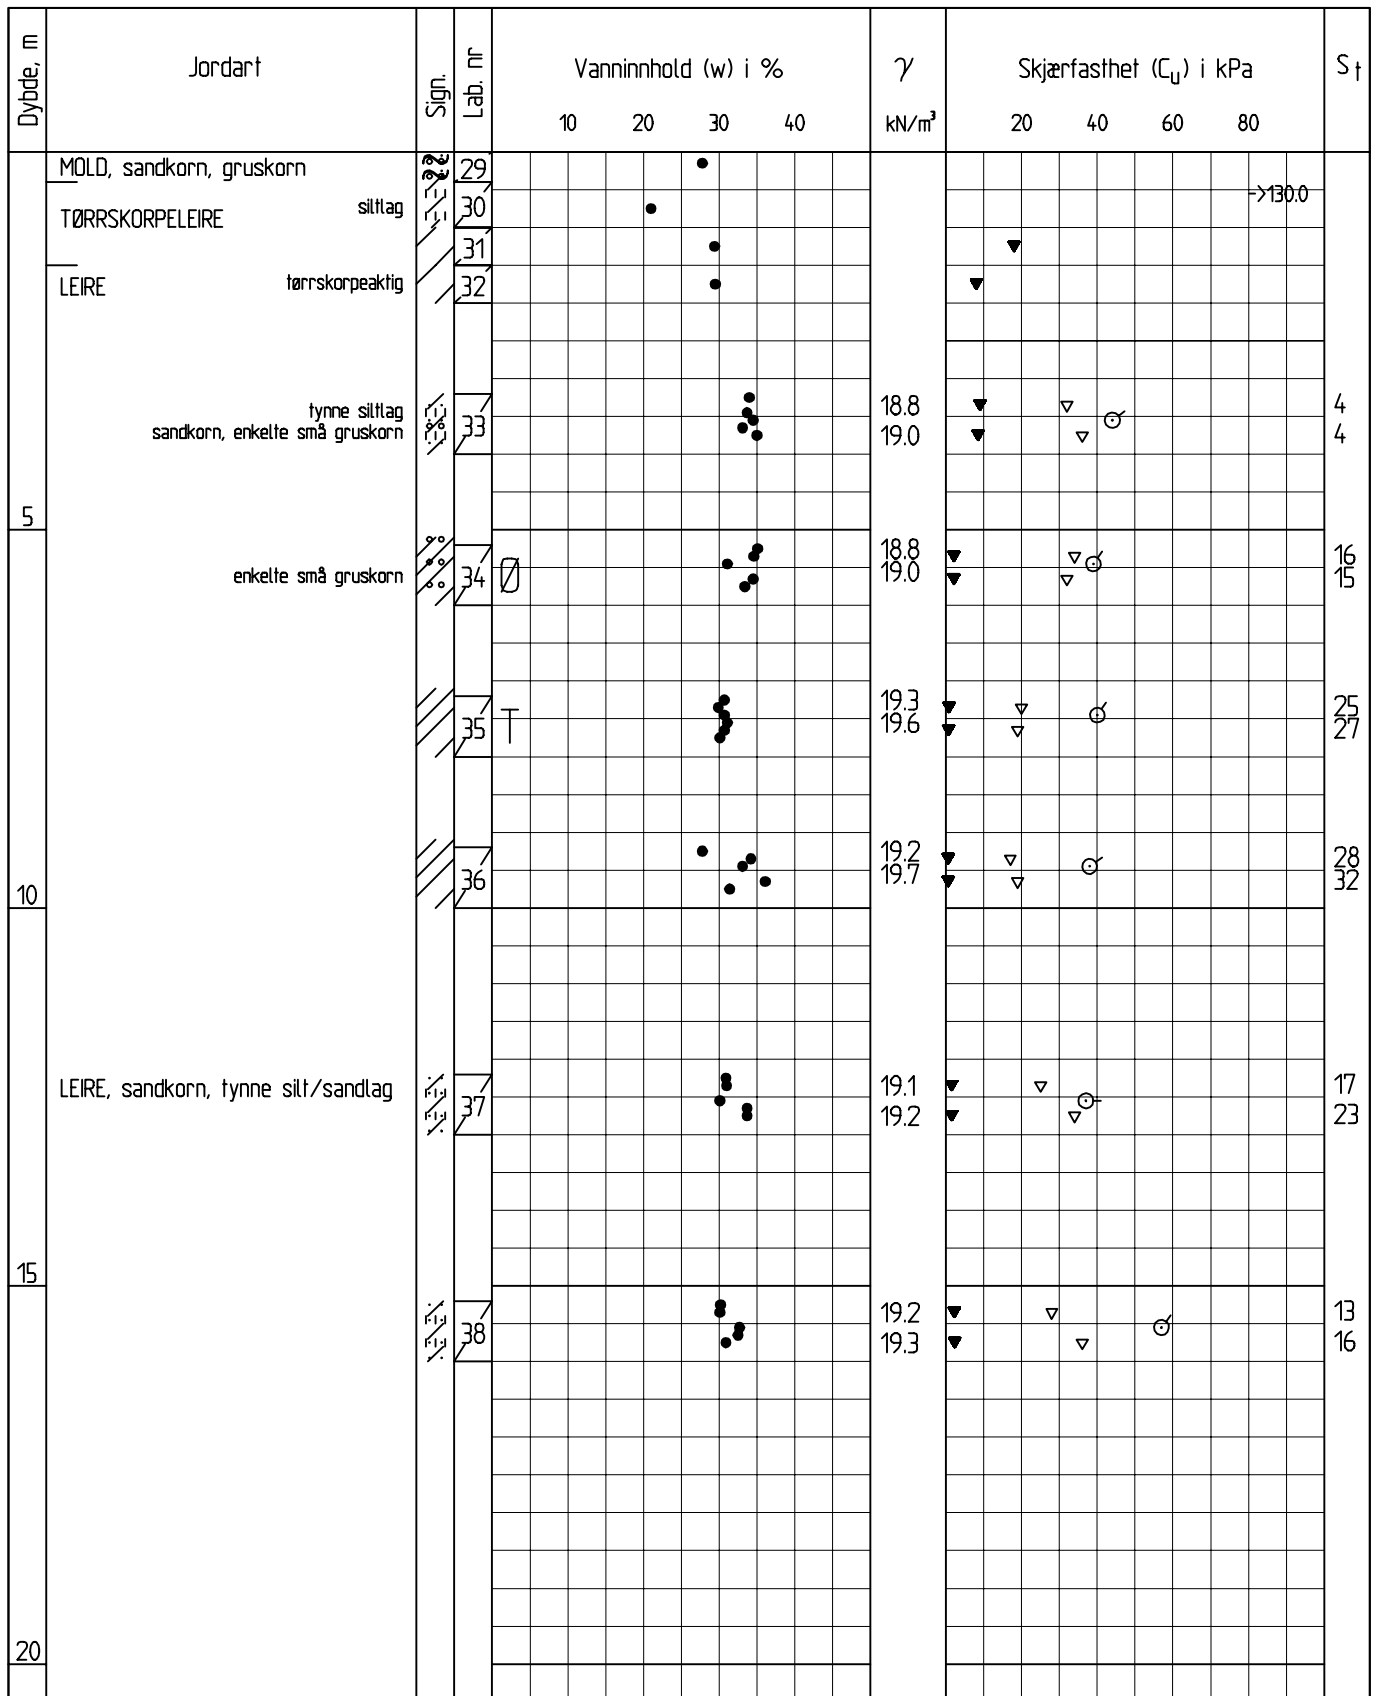 Dybde, m
Jordart
Sign.
Lab. nr
Vanninnhold (w) i %
10 20 30 40
γ
kN/m³
Skjærfasthet (Cu) i kPa
20 40 60 80
St
MOLD, sandkorn, gruskorn
29
siltlag
30
->130.0
TØRRSKORPELEIRE
31
LEIRE
tørrskorpeaktig
32
tynne siltlag
sandkorn, enkelte små gruskorn
33
18.8
19.0
4
4
5
enkelte små gruskorn
34
Ø
18.8
19.0
16
15
35
T
19.3
19.6
25
27
36
19.2
19.7
28
32
10
LEIRE, sandkorn, tynne silt/sandlag
37
19.1
19.2
17
23
15
38
19.2
19.3
13
16
20